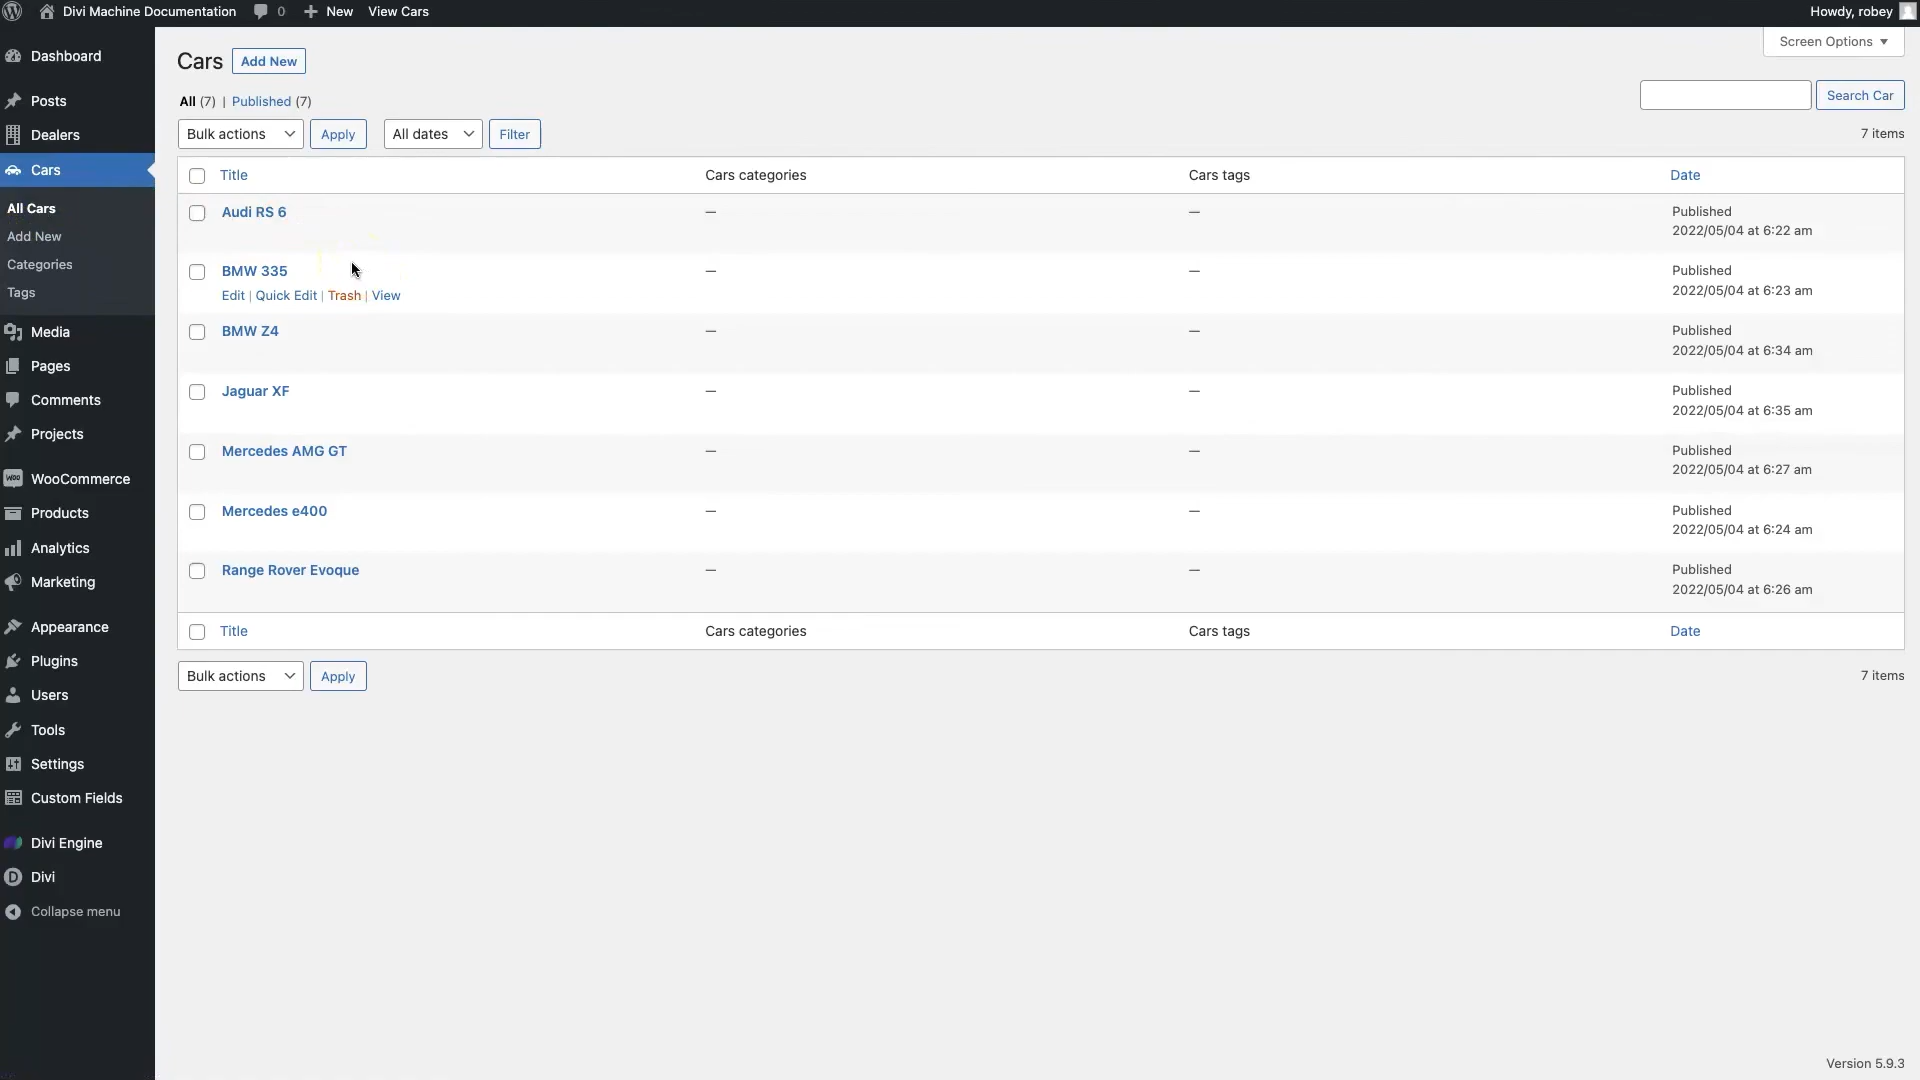 Divi Machine Documentation 0 New View Cars Howdy, robey
Dashboard
Posts
Dealers
Cars
All Cars
Add New
Categories
Tags
Media
Pages
Comments
Projects
WooCommerce
Products
Analytics
Marketing
Appearance
Plugins
Users
Tools
Settings
Custom Fields
Divi Engine
Divi
Collapse menu
Screen Options
Cars Add New
All (7) | Published (7)
Search Car
Bulk actions Apply All dates Filter 7 items
Title Cars categories Cars tags Date
Audi RS 6 — — Published
2022/05/04 at 6:22 am
BMW 335 — — Published
Edit | Quick Edit | Trash | View 2022/05/04 at 6:23 am
BMW Z4 — — Published
2022/05/04 at 6:34 am
Jaguar XF — — Published
2022/05/04 at 6:35 am
Mercedes AMG GT — — Published
2022/05/04 at 6:27 am
Mercedes e400 — — Published
2022/05/04 at 6:24 am
Range Rover Evoque — — Published
2022/05/04 at 6:26 am
Title Cars categories Cars tags Date
Bulk actions Apply 7 items
Version 5.9.3